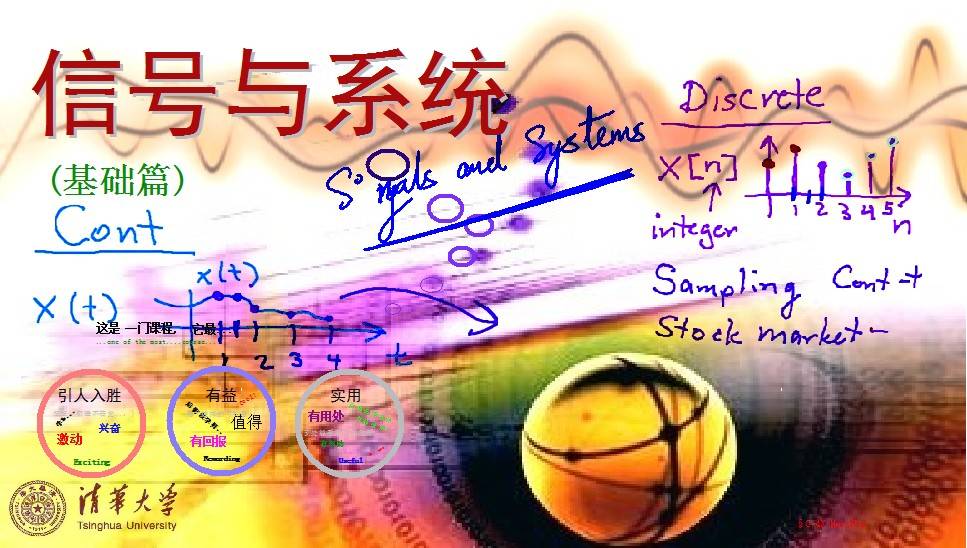 信号与系统
(基础篇)
Signals and Systems
Discrete
X[n]
integer
1 2 3 4 5
n
Sampling Cont-t
Stock market-
Cont
X(t)
x(t)
1 2 3 4
t
这是 一门课程, 它最...
...one of the most....course...
引人入胜
兴奋
激动
Exciting
有益
值得
有回报
Rewarding
实用
有用处
Useful
清华大学
Tsinghua University